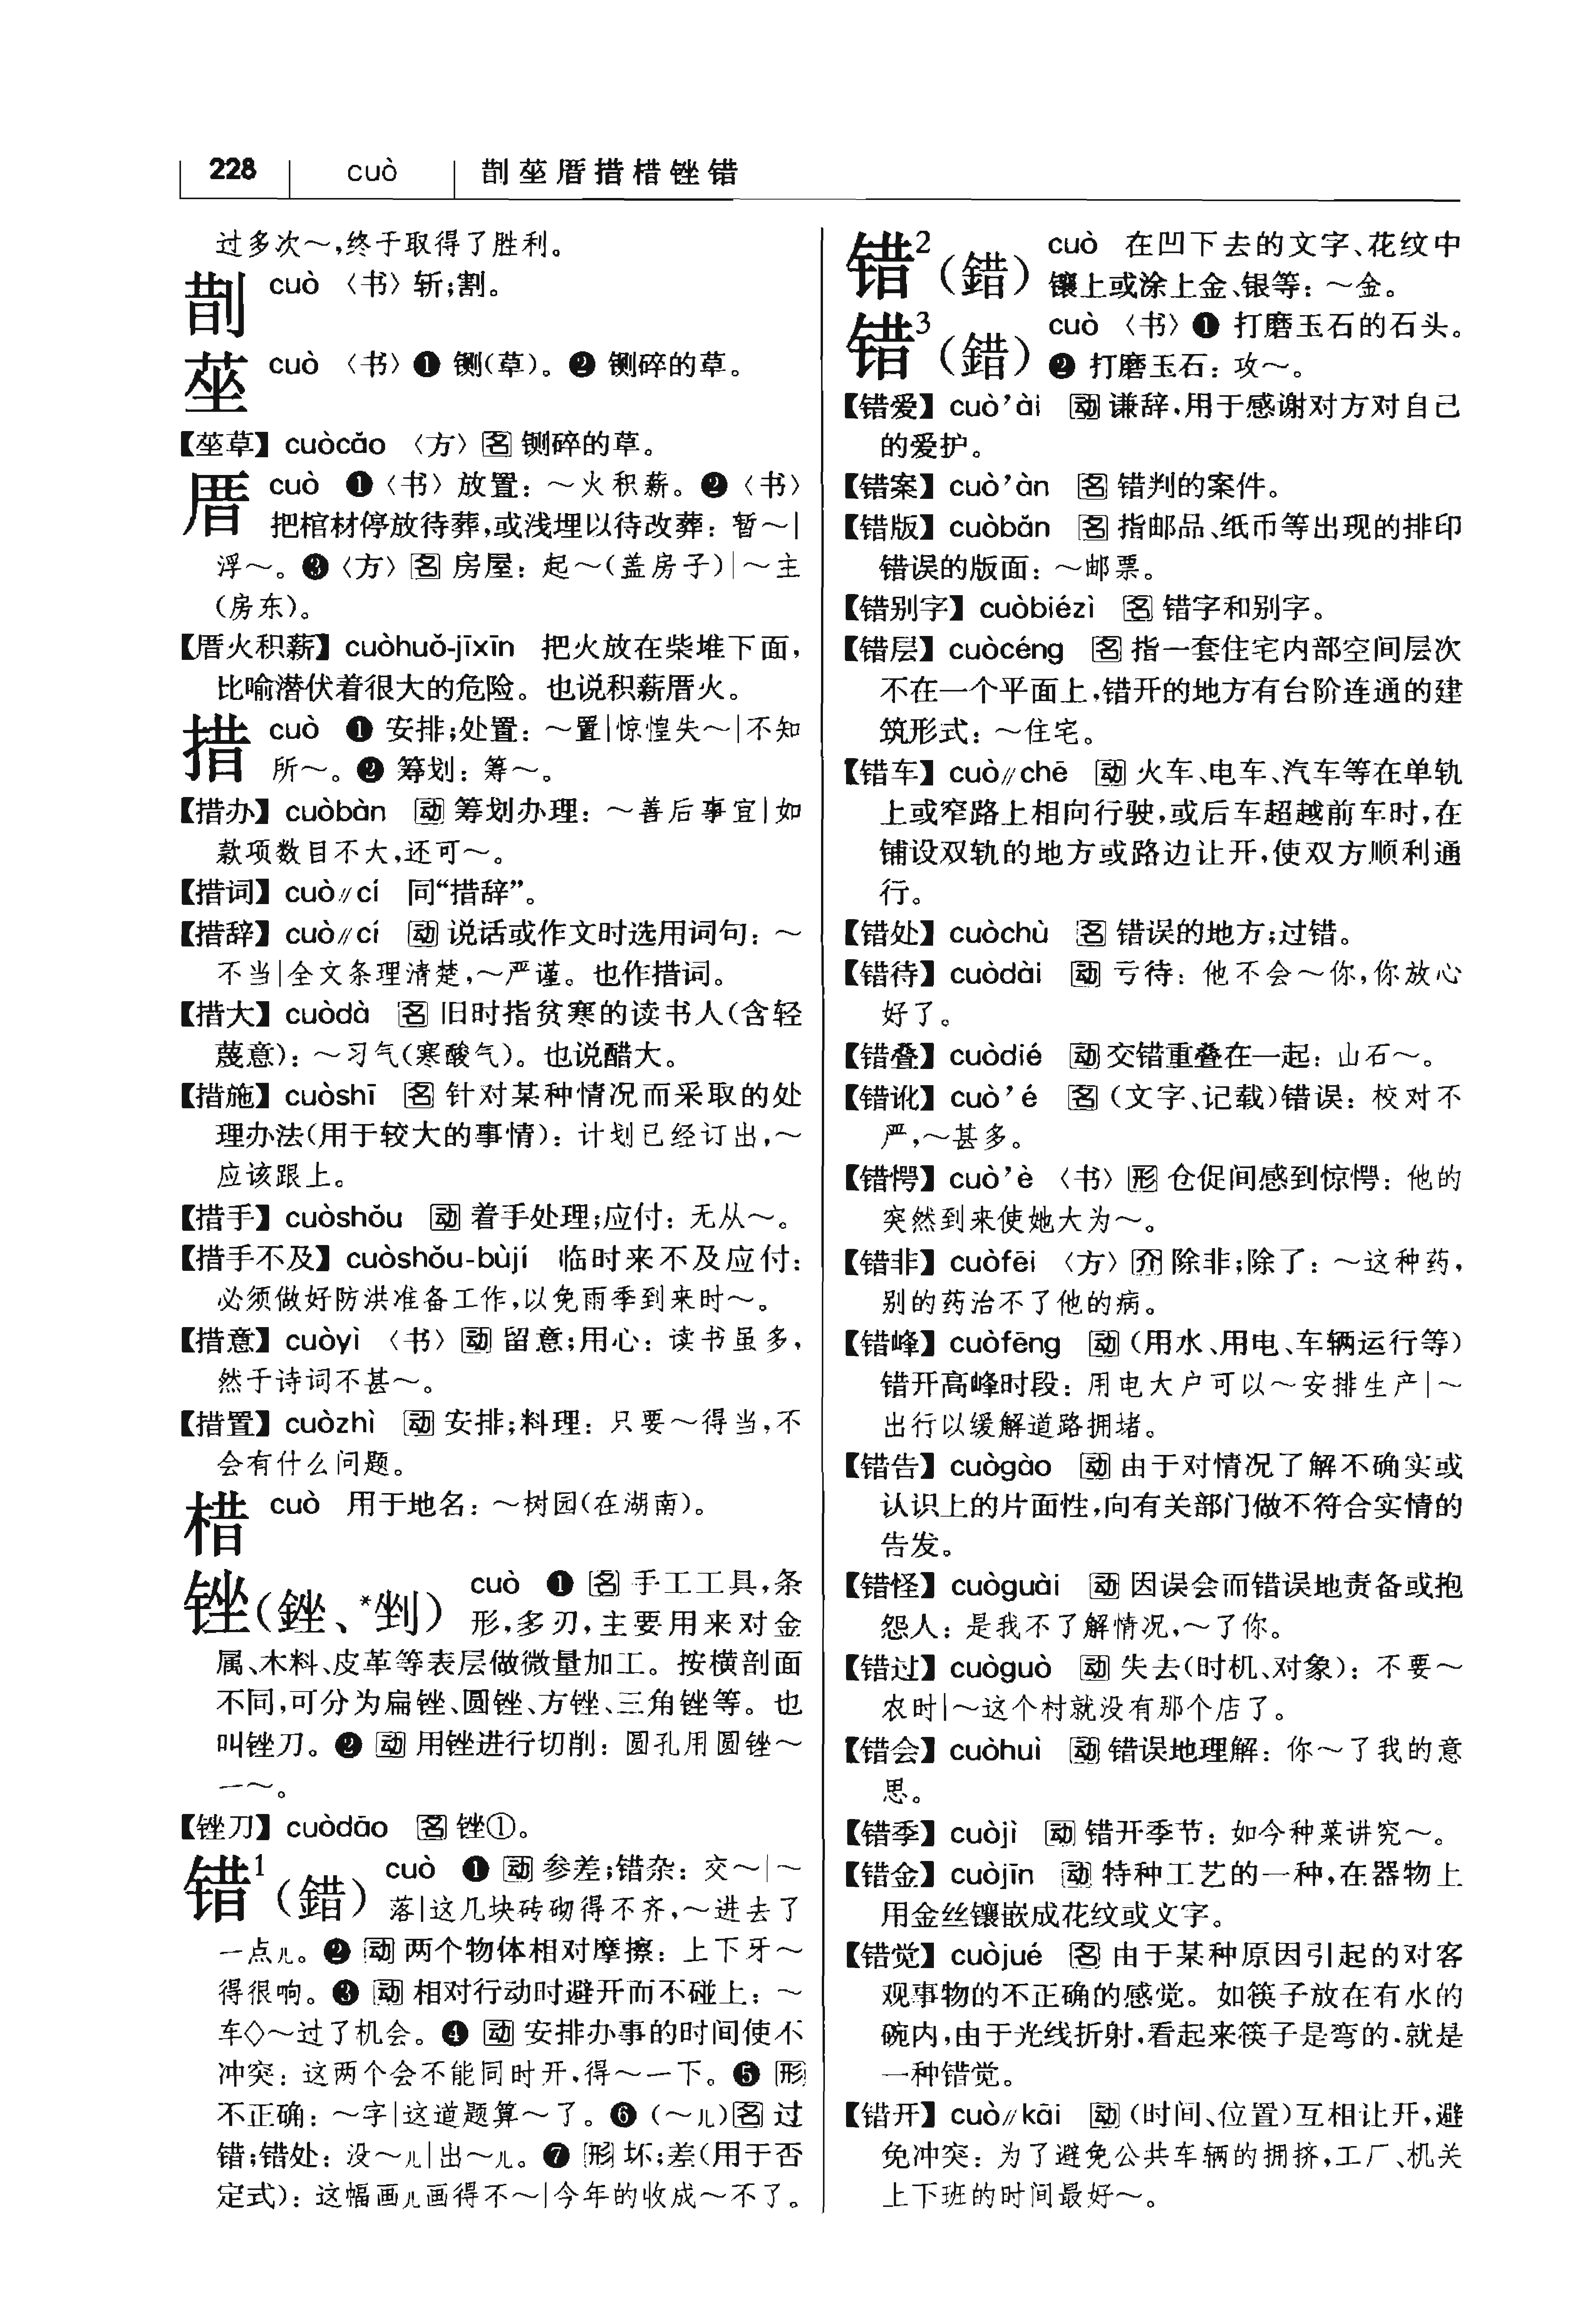 228 cuò 剒莝厝措棤锉错
过多次～,终于取得了胜利。
剒 cuò 〈书〉斩;割。
莝 cuò 〈书〉❶ 铡(草)。❷ 铡碎的草。
【莝草】cuòcǎo 〈方〉名 铡碎的草。
厝 cuò ❶〈书〉放置：～火积薪。❷〈书〉
把棺材停放待葬,或浅埋以待改葬：暂～|
浮～。❸〈方〉名 房屋：起～(盖房子)|～主
(房东)。
【厝火积薪】cuòhuǒ-jīxīn 把火放在柴堆下面,
比喻潜伏着很大的危险。也说积薪厝火。
措 cuò ❶ 安排;处置：～置|惊惶失～|不知
所～。❷ 筹划：筹～。
【措办】cuòbàn 动 筹划办理：～善后事宜|如
款项数目不大,还可～。
【措词】cuò∥cí 同“措辞”。
【措辞】cuò∥cí 动 说话或作文时选用词句：～
不当|全文条理清楚,～严谨。也作措词。
【措大】cuòdà 名 旧时指贫寒的读书人(含轻
蔑意)：～习气(寒酸气)。也说醋大。
【措施】cuòshī 名 针对某种情况而采取的处
理办法(用于较大的事情)：计划已经订出,～
应该跟上。
【措手】cuòshǒu 动 着手处理;应付：无从～。
【措手不及】cuòshǒu-bùjí 临时来不及应付：
必须做好防洪准备工作,以免雨季到来时～。
【措意】cuòyì 〈书〉动 留意;用心：读书虽多,
然于诗词不甚～。
【措置】cuòzhì 动 安排;料理：只要～得当,不
会有什么问题。
棤 cuò 用于地名：～树园(在湖南)。
锉(銼、*剉) cuò ❶ 名 手工工具,条
形,多刃,主要用来对金
属、木料、皮革等表层做微量加工。按横剖面
不同,可分为扁锉、圆锉、方锉、三角锉等。也
叫锉刀。❷ 动 用锉进行切削：圆孔用圆锉～
一～。
【锉刀】cuòdāo 名 锉①。
错1(錯) cuò ❶ 动 参差;错杂：交～|～
落|这几块砖砌得不齐,～进去了
一点儿。❷ 动 两个物体相对摩擦：上下牙～
得很响。❸ 动 相对行动时避开而不碰上：～
车◇～过了机会。❹ 动 安排办事的时间使不
冲突：这两个会不能同时开,得～一下。❺ 形
不正确：～字|这道题算～了。❻ (～儿)名 过
错;错处：没～儿|出～儿。❼ 形 坏;差(用于否
定式)：这幅画儿画得不～|今年的收成～不了。
错2(錯) cuò 在凹下去的文字、花纹中
镶上或涂上金、银等：～金。
错3(錯) cuò 〈书〉❶ 打磨玉石的石头。
❷ 打磨玉石：攻～。
【错爱】cuò’ài 动 谦辞,用于感谢对方对自己
的爱护。
【错案】cuò’àn 名 错判的案件。
【错版】cuòbǎn 名 指邮品、纸币等出现的排印
错误的版面：～邮票。
【错别字】cuòbiézì 名 错字和别字。
【错层】cuòcéng 名 指一套住宅内部空间层次
不在一个平面上,错开的地方有台阶连通的建
筑形式：～住宅。
【错车】cuò∥chē 动 火车、电车、汽车等在单轨
上或窄路上相向行驶,或后车超越前车时,在
铺设双轨的地方或路边让开,使双方顺利通
行。
【错处】cuòchù 名 错误的地方;过错。
【错待】cuòdài 动 亏待：他不会～你,你放心
好了。
【错叠】cuòdié 动 交错重叠在一起：山石～。
【错讹】cuò’é 名 (文字、记载)错误：校对不
严,～甚多。
【错愕】cuò’è 〈书〉形 仓促间感到惊愕：他的
突然到来使她大为～。
【错非】cuòfēi 〈方〉介 除非;除了：～这种药,
别的药治不了他的病。
【错峰】cuòfēng 动 (用水、用电、车辆运行等)
错开高峰时段：用电大户可以～安排生产|～
出行以缓解道路拥堵。
【错告】cuògào 动 由于对情况了解不确实或
认识上的片面性,向有关部门做不符合实情的
告发。
【错怪】cuòguài 动 因误会而错误地责备或抱
怨人：是我不了解情况,～了你。
【错过】cuòguò 动 失去(时机、对象)：不要～
农时|～这个村就没有那个店了。
【错会】cuòhuì 动 错误地理解：你～了我的意
思。
【错季】cuòjì 动 错开季节：如今种菜讲究～。
【错金】cuòjīn 动 特种工艺的一种,在器物上
用金丝镶嵌成花纹或文字。
【错觉】cuòjué 名 由于某种原因引起的对客
观事物的不正确的感觉。如筷子放在有水的
碗内,由于光线折射,看起来筷子是弯的,就是
一种错觉。
【错开】cuò∥kāi 动 (时间、位置)互相让开,避
免冲突：为了避免公共车辆的拥挤,工厂、机关
上下班的时间最好～。